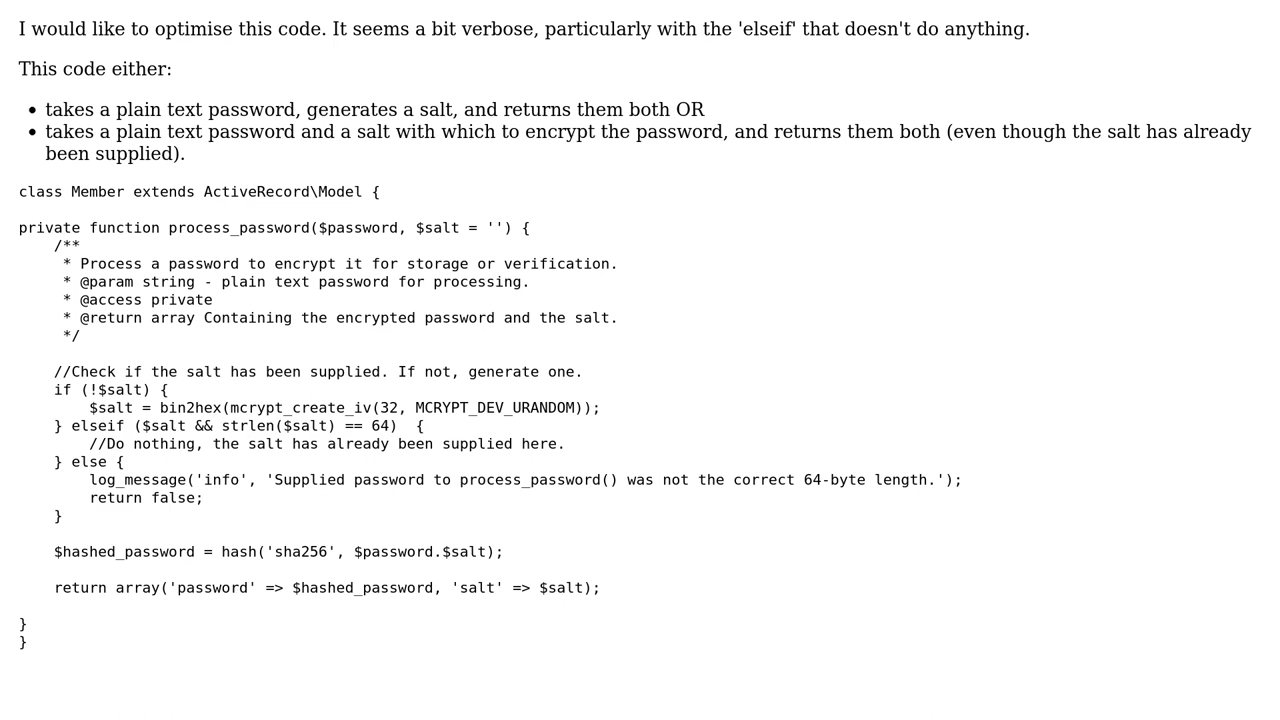 I would like to optimise this code. It seems a bit verbose, particularly with the 'elseif' that doesn't do anything.
This code either:
• takes a plain text password, generates a salt, and returns them both OR
• takes a plain text password and a salt with which to encrypt the password, and returns them both (even though the salt has already
been supplied).
class Member extends ActiveRecord\Model {
private function process_password($password, $salt = '') {
    /**
     * Process a password to encrypt it for storage or verification.
     * @param string - plain text password for processing.
     * @access private
     * @return array Containing the encrypted password and the salt.
     */
    //Check if the salt has been supplied. If not, generate one.
    if (!$salt) {
        $salt = bin2hex(mcrypt_create_iv(32, MCRYPT_DEV_URANDOM));
    } elseif ($salt && strlen($salt) == 64)  {
        //Do nothing, the salt has already been supplied here.
    } else {
        log_message('info', 'Supplied password to process_password() was not the correct 64-byte length.');
        return false;
    }
    $hashed_password = hash('sha256', $password.$salt);
    return array('password' => $hashed_password, 'salt' => $salt);
}
}